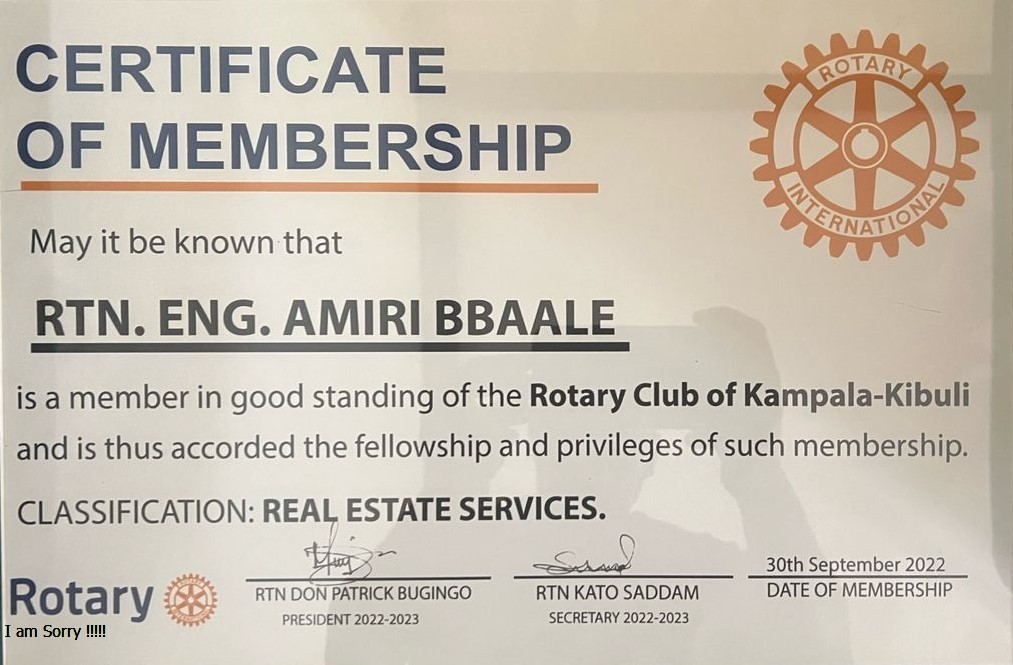 CERTIFICATE
OF MEMBERSHIP
ROTARY
INTERNATIONAL
May it be known that
RTN. ENG. AMIRI BBAALE
is a member in good standing of the Rotary Club of Kampala-Kibuli
and is thus accorded the fellowship and privileges of such membership.
CLASSIFICATION: REAL ESTATE SERVICES.
30th September 2022
RTN DON PATRICK BUGINGO
RTN KATO SADDAM
DATE OF MEMBERSHIP
PRESIDENT 2022-2023
SECRETARY 2022-2023
Rotary
I am Sorry !!!!!